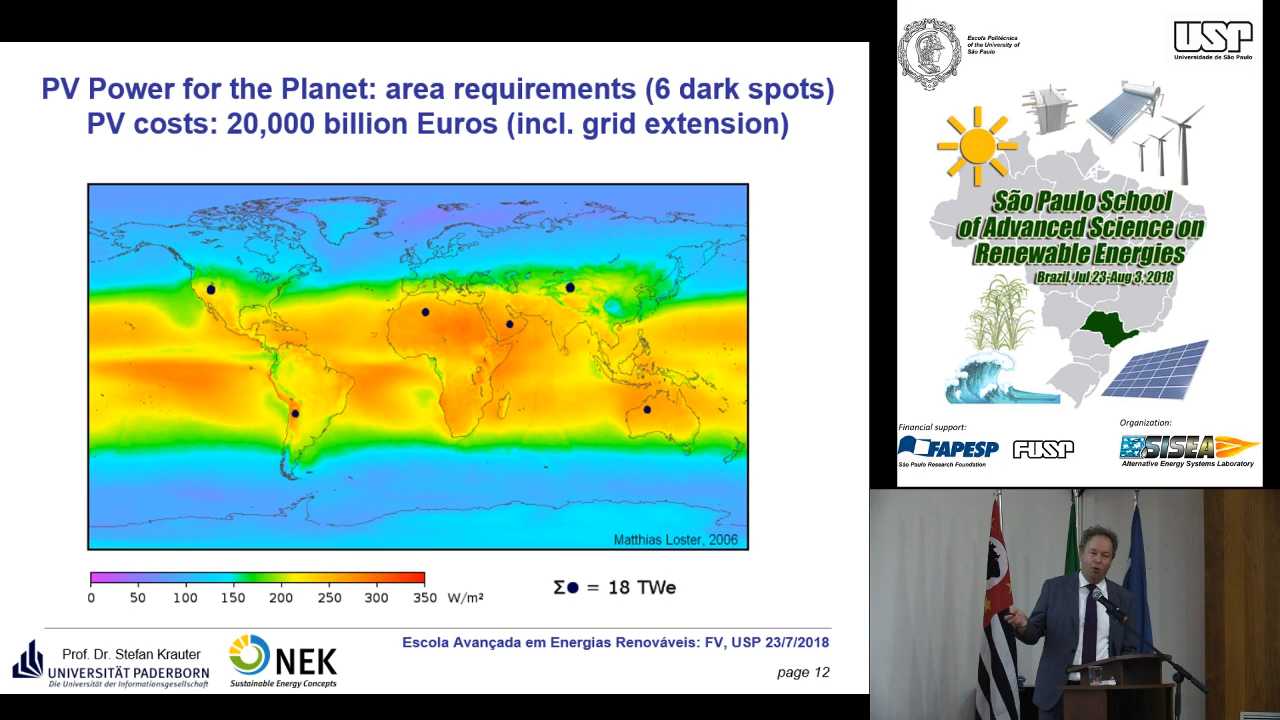 PV Power for the Planet: area requirements (6 dark spots)
PV costs: 20,000 billion Euros (incl. grid extension)
Matthias Loster, 2006
0 50 100 150 200 250 300 350 W/m²
Σ● = 18 TWe
Prof. Dr. Stefan Krauter
UNIVERSITÄT PADERBORN
Die Universität der Informationsgesellschaft
NEK
Sustainable Energy Concepts
Escola Avançada em Energias Renováveis: FV, USP 23/7/2018
page 12
Escola Politécnica
of the University of
São Paulo
USP
Universidade de São Paulo
São Paulo School
of Advanced Science on
Renewable Energies
Brazil, Jul 23-Aug 3, 2018
Financial support:
FAPESP
São Paulo Research Foundation
FUSP
Organization:
SISEA
Alternative Energy Systems Laboratory